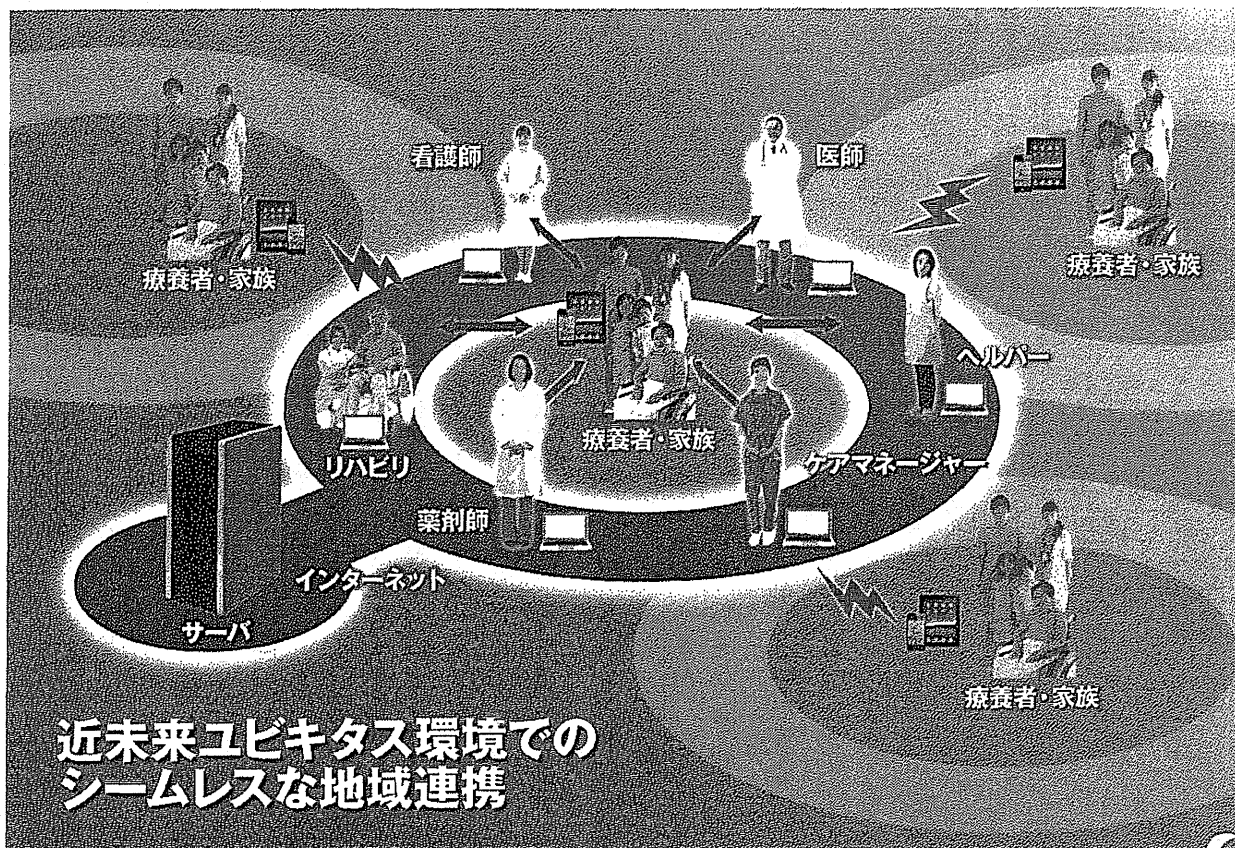 看護師
医師
療養者・家族
療養者・家族
ヘルパー
療養者・家族
リハビリ
ケアマネージャー
薬剤師
インターネット
サーバ
療養者・家族
近未来ユビキタス環境での
シームレスな地域連携